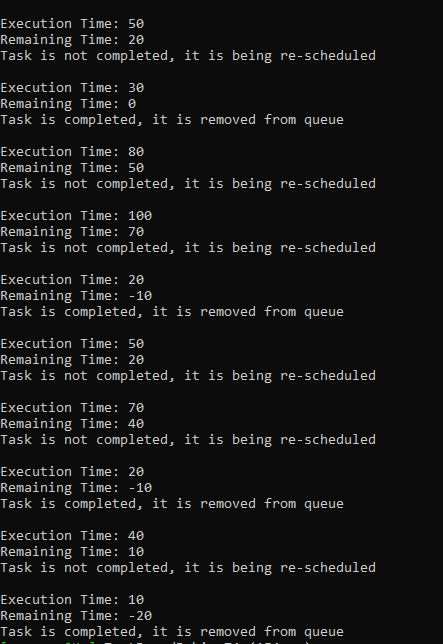 Execution Time: 50
Remaining Time: 20
Task is not completed, it is being re-scheduled
Execution Time: 30
Remaining Time: 0
Task is completed, it is removed from queue
Execution Time: 80
Remaining Time: 50
Task is not completed, it is being re-scheduled
Execution Time: 100
Remaining Time: 70
Task is not completed, it is being re-scheduled
Execution Time: 20
Remaining Time: -10
Task is completed, it is removed from queue
Execution Time: 50
Remaining Time: 20
Task is not completed, it is being re-scheduled
Execution Time: 70
Remaining Time: 40
Task is not completed, it is being re-scheduled
Execution Time: 20
Remaining Time: -10
Task is completed, it is removed from queue
Execution Time: 40
Remaining Time: 10
Task is not completed, it is being re-scheduled
Execution Time: 10
Remaining Time: -20
Task is completed, it is removed from queue